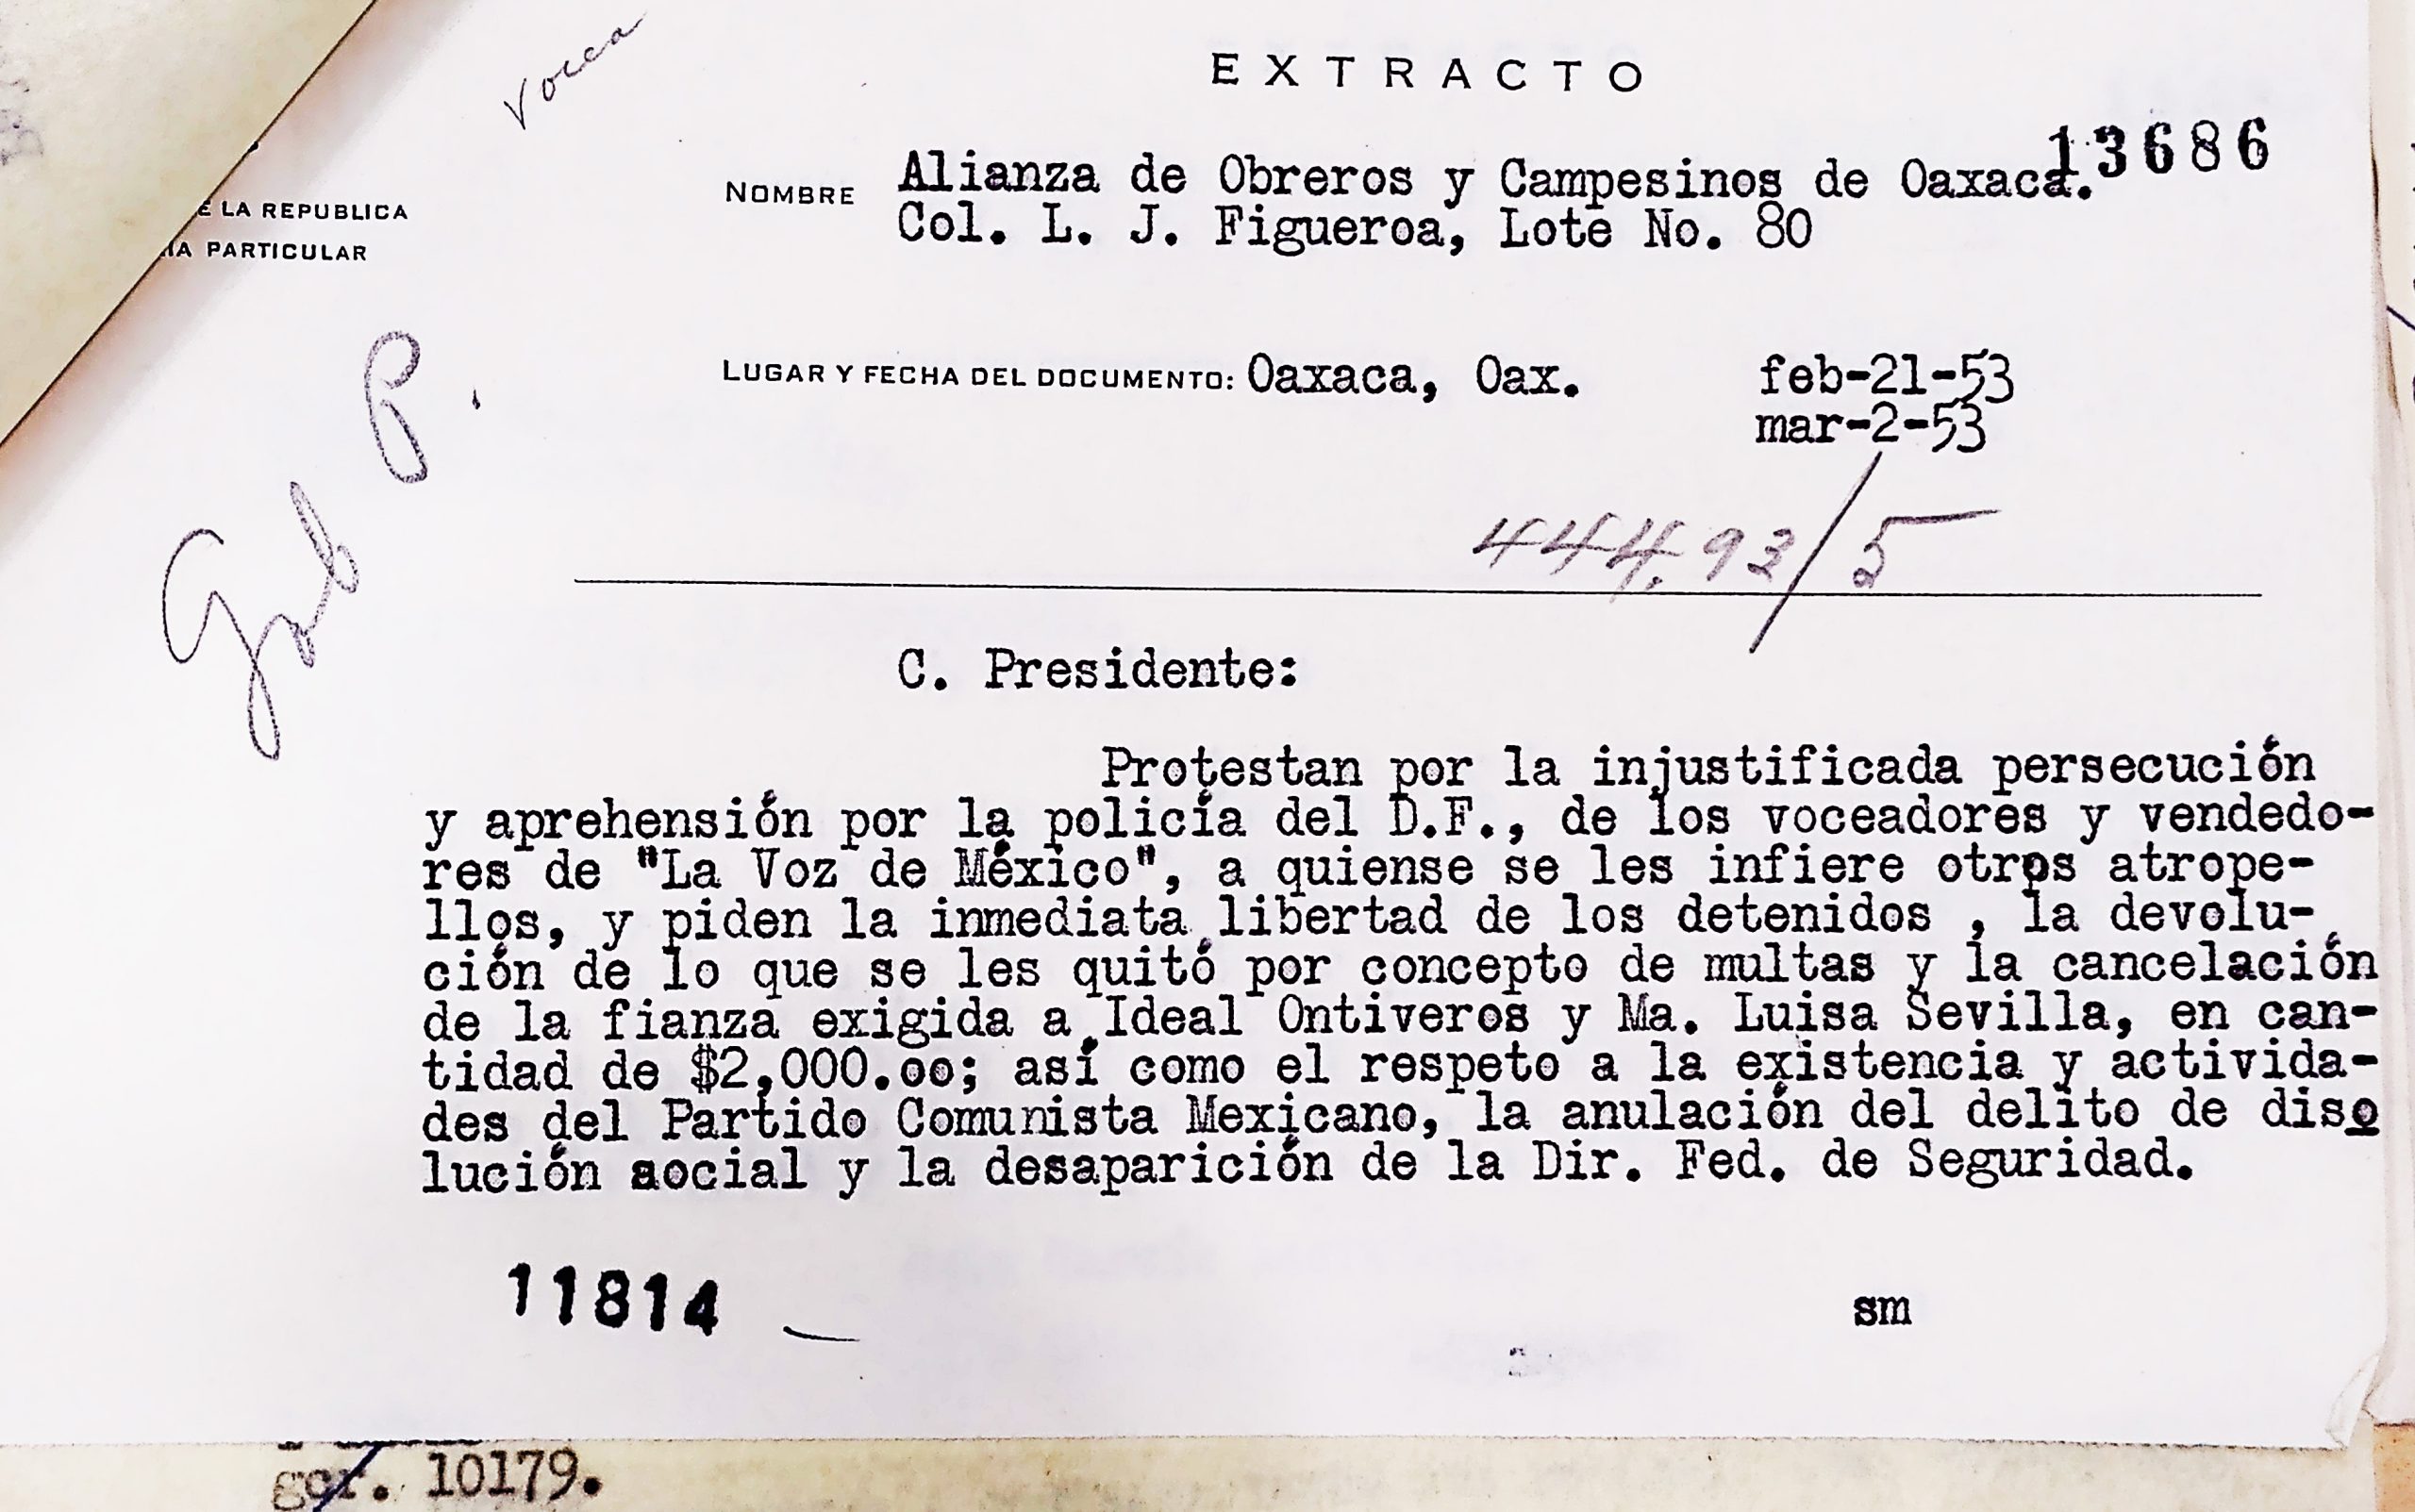 EXTRACTO
13686
E LA REPUBLICA
IA PARTICULAR
NOMBRE Alianza de Obreros y Campesinos de Oaxaca.
Col. L. J. Figueroa, Lote No. 80
LUGAR Y FECHA DEL DOCUMENTO: Oaxaca, Oax. feb-21-53
mar-2-53
Gob P.
444.93/5
C. Presidente:
Protestan por la injustificada persecución
y aprehensión por la policía del D.F., de los voceadores y vendedo-
res de "La Voz de México", a quiense se les infiere otros atrope-
llos, y piden la inmediata libertad de los detenidos , la devolu-
ción de lo que se les quitó por concepto de multas y la cancelación
de la fianza exigida a Ideal Ontiveros y Ma. Luisa Sevilla, en can-
tidad de $2,000.oo; así como el respeto a la existencia y activida-
des del Partido Comunista Mexicano, la anulación del delito de diso
lución social y la desaparición de la Dir. Fed. de Seguridad.
11814
sm
gcr. 10179.